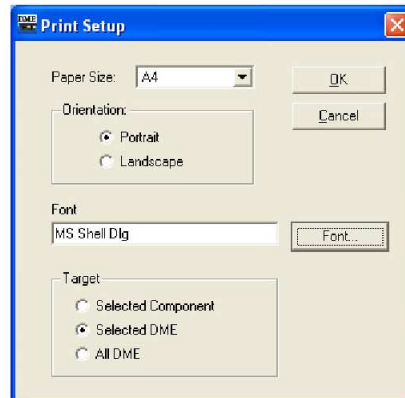 DME Print Setup
Paper Size: A4
OK
Orientation:
Portrait
Cancel
Landscape
Font
MS Shell Dlg
Font...
Target
Selected Component
Selected DME
All DME